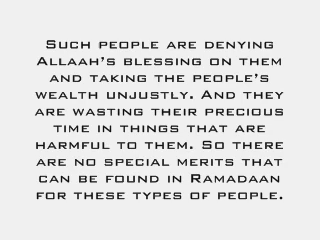 Such people are denying
Allaah's blessing on them
and taking the people's
wealth unjustly. And they
are wasting their precious
time in things that are
harmful to them. So there
are no special merits that
can be found in Ramadaan
for these types of people.